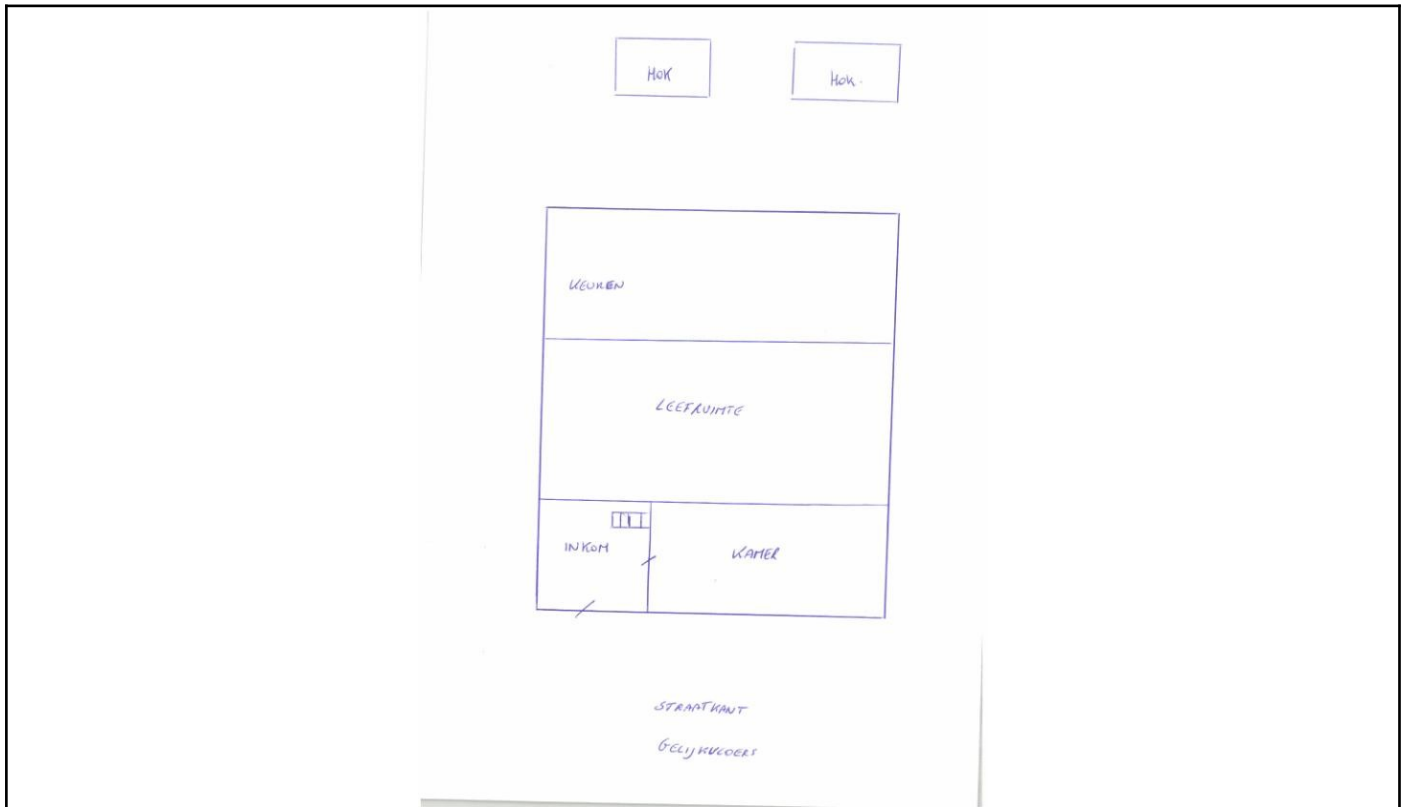 HOK
HOK.
KEUKEN
LEEFRUIMTE
INKOM
KAMER
STRAATKANT
GELIJKVLOERS